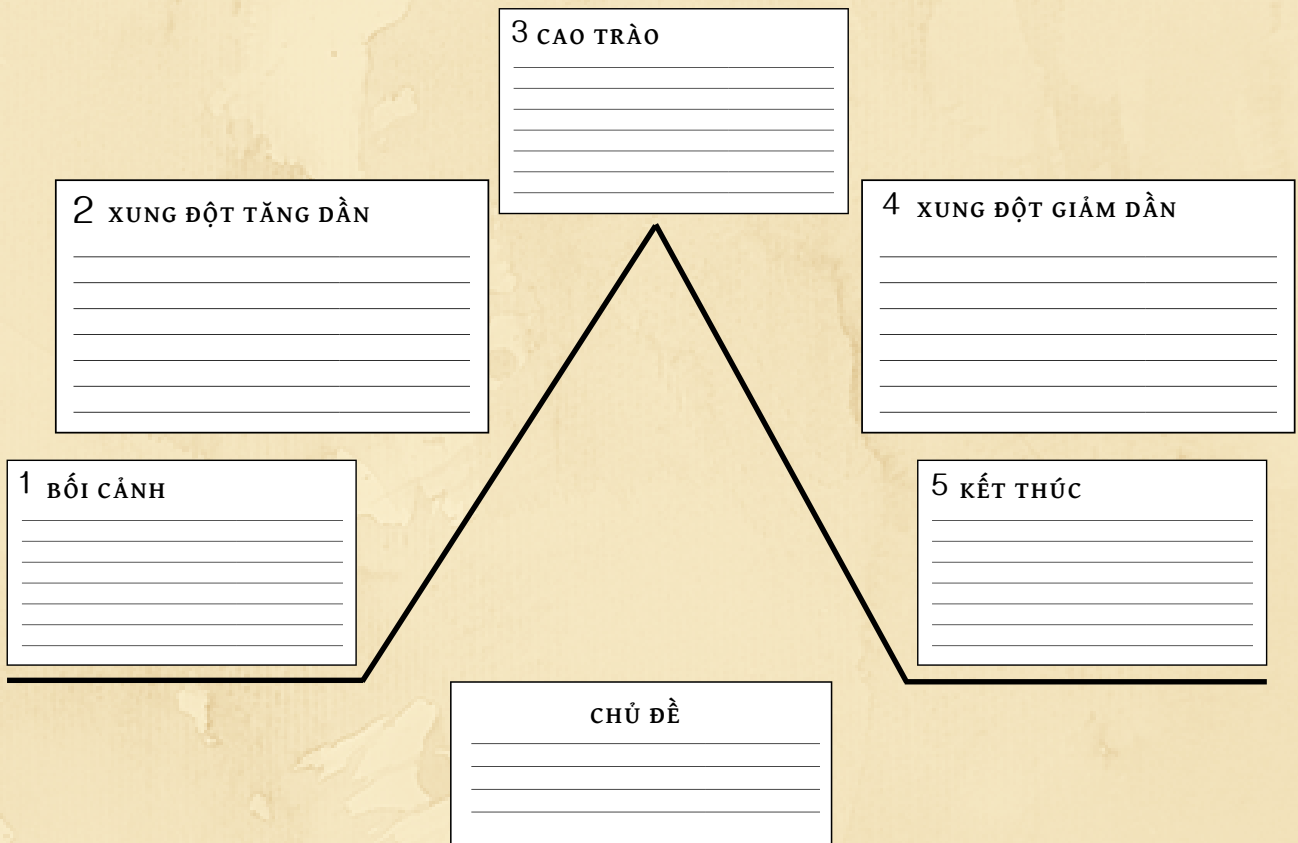 3 CAO TRÀO
2 XUNG ĐỘT TĂNG DẦN
4 XUNG ĐỘT GIẢM DẦN
1 BỐI CẢNH
5 KẾT THÚC
CHỦ ĐỀ